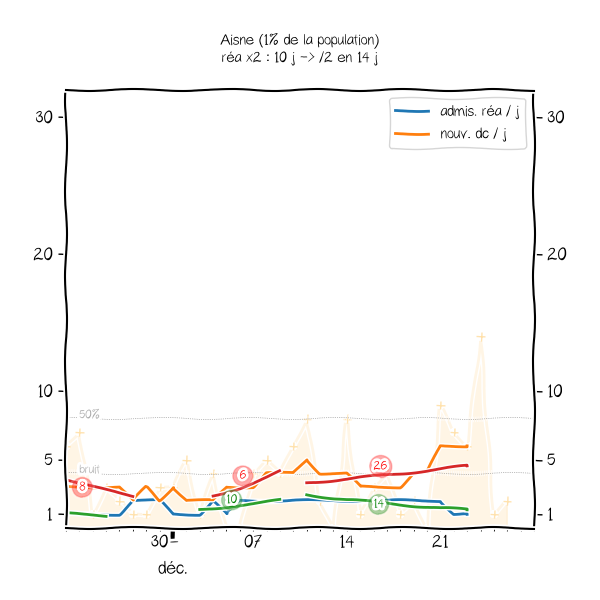 Aisne (1% de la population)
réa x2 : 10 j -> /2 en 14 j
admis. réa / j
nouv. dc / j
30 30
20 20
10 10
50%
5 5
bruit
8 6 10 26 14
1 1
30 07 14 21
déc.